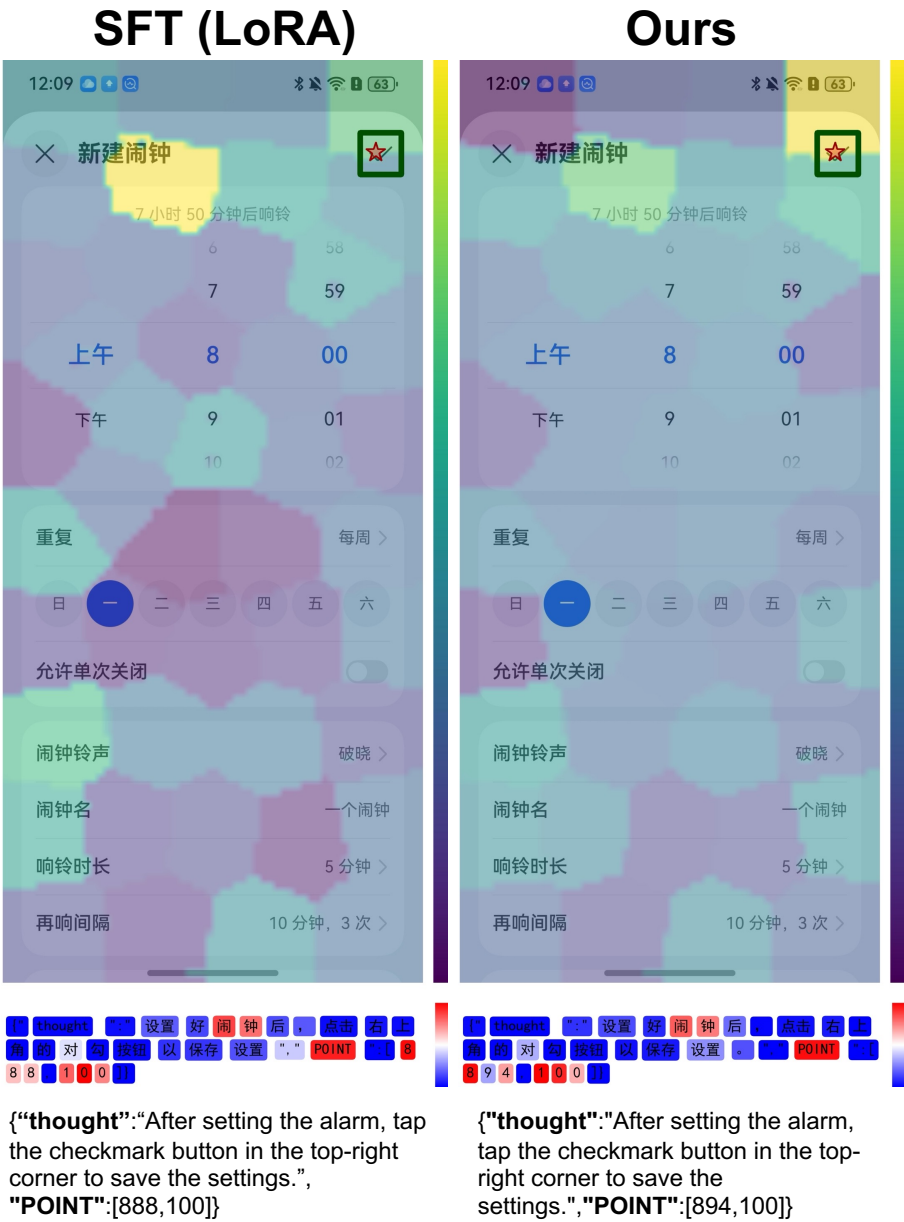 SFT (LoRA)
Ours
12:09
63
新建闹钟
7 小时 50 分钟后响铃
6 58
7 59
上午 8 00
下午 9 01
10 02
重复 每周
日 一 二 三 四 五 六
允许单次关闭
闹钟铃声 破晓
闹钟名 一个闹钟
响铃时长 5 分钟
再响间隔 10 分钟，3 次
12:09
63
新建闹钟
7 小时 50 分钟后响铃
6 58
7 59
上午 8 00
下午 9 01
10 02
重复 每周
日 一 二 三 四 五 六
允许单次关闭
闹钟铃声 破晓
闹钟名 一个闹钟
响铃时长 5 分钟
再响间隔 10 分钟，3 次
{" thought ":" 设置 好 闹 钟 后 ， 点击 右 上
角 的 对 勾 按钮 以 保存 设置 "," POINT ":[ 8
8 8 , 1 0 0 ]}
{" thought ":" 设置 好 闹 钟 后 ， 点击 右 上
角 的 对 勾 按钮 以 保存 设置 。 "," POINT ":[
8 9 4 , 1 0 0 ]}
{“thought”:“After setting the alarm, tap
the checkmark button in the top-right
corner to save the settings.”,
"POINT":[888,100]}
{"thought":"After setting the alarm,
tap the checkmark button in the top-
right corner to save the
settings.","POINT":[894,100]}